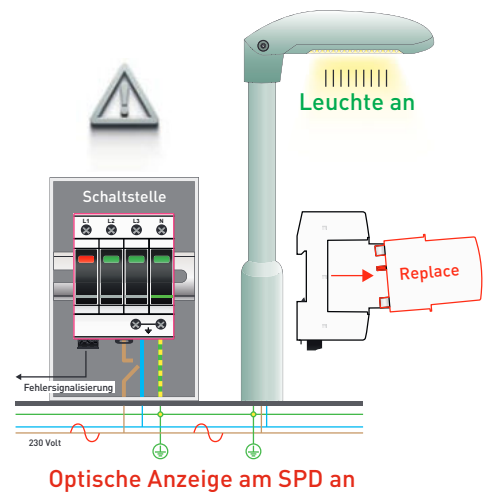 Leuchte an
Schaltstelle
L1 L2 L3 N
Replace
Fehlersignalisierung
230 Volt
Optische Anzeige am SPD an